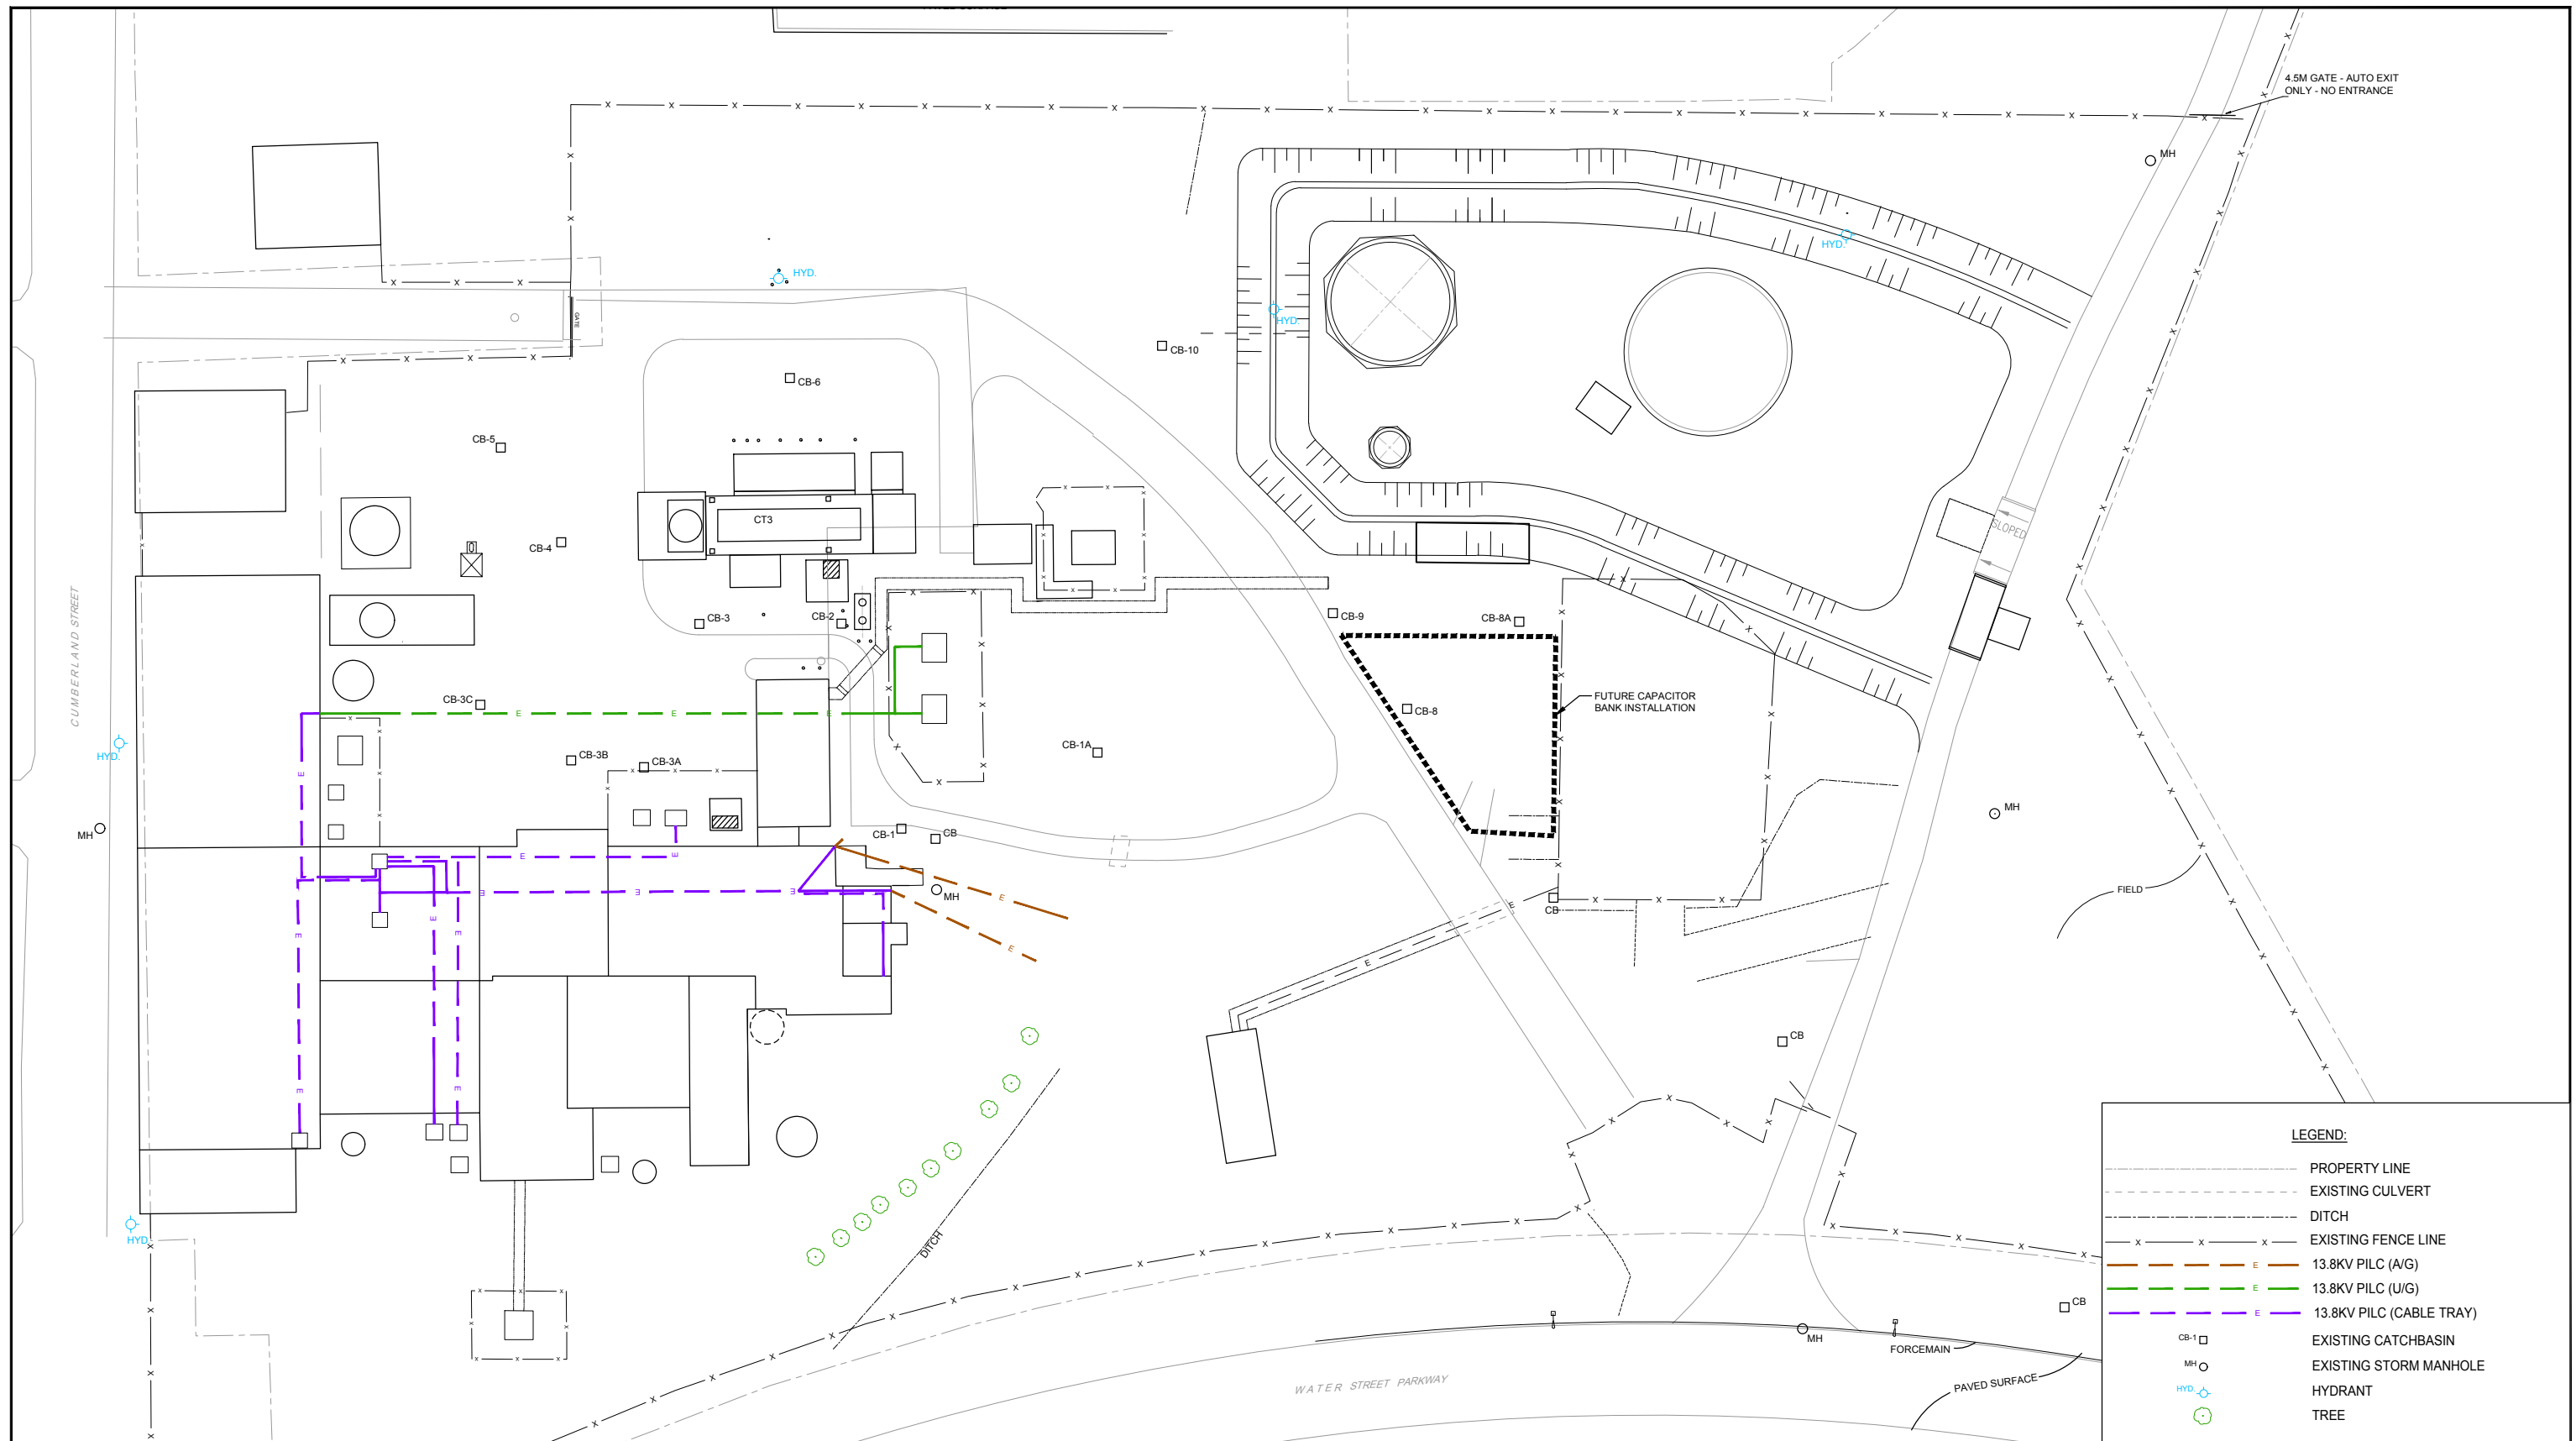 4.5M GATE - AUTO EXIT
ONLY - NO ENTRANCE
MH
HYD.
HYD.
HYD.
GATE
CB-10
CB-6
CB-5
CT3
CB-4
SLOPED
CUMBERLAND STREET
CB-3
CB-2
CB-9
CB-8A
CB-3C
FUTURE CAPACITOR
BANK INSTALLATION
CB-8
HYD.
CB-3B
CB-3A
CB-1A
MH
MH
CB-1
CB
MH
FIELD
CB
CB
HYD.
DITCH
CB
MH
FORCEMAIN
WATER STREET PARKWAY
PAVED SURFACE
LEGEND:
PROPERTY LINE
EXISTING CULVERT
DITCH
X X X EXISTING FENCE LINE
E 13.8KV PILC (A/G)
E 13.8KV PILC (U/G)
E 13.8KV PILC (CABLE TRAY)
CB-1 EXISTING CATCHBASIN
MH EXISTING STORM MANHOLE
HYD. HYDRANT
TREE